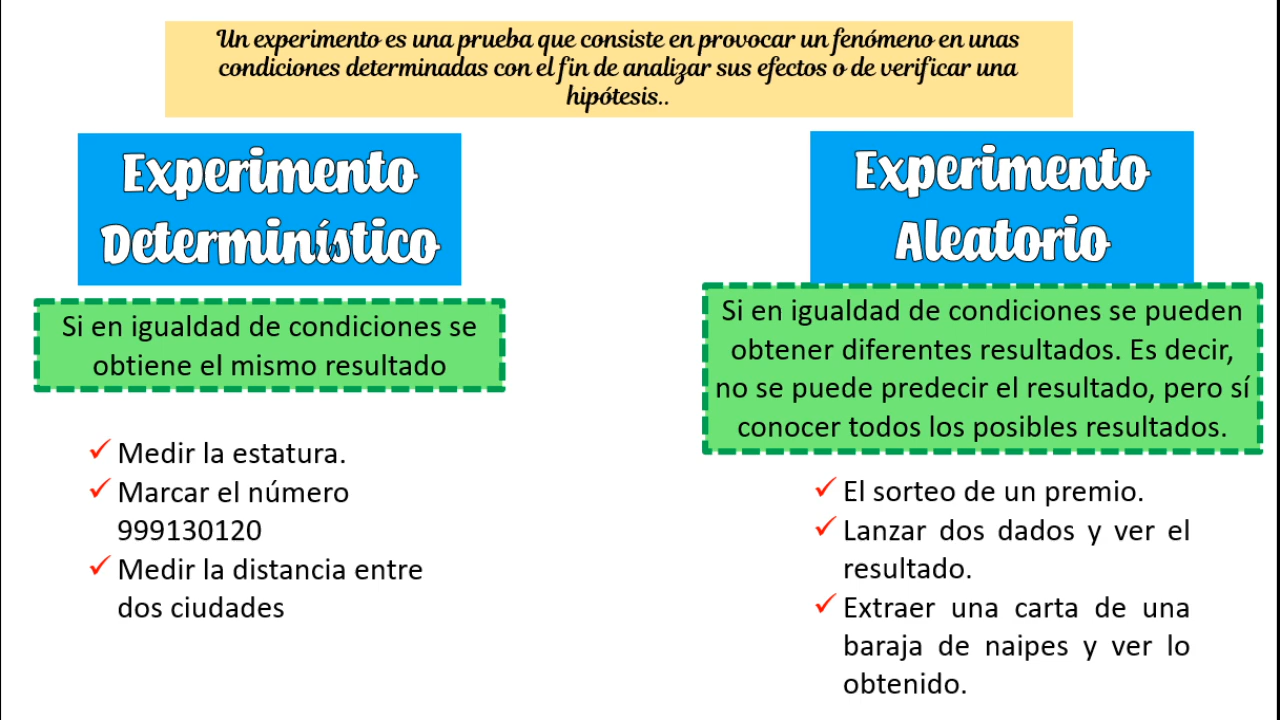 Un experimento es una prueba que consiste en provocar un fenómeno en unas
condiciones determinadas con el fin de analizar sus efectos o de verificar una
hipótesis..
Experimento
Determinístico
Si en igualdad de condiciones se
obtiene el mismo resultado
Medir la estatura.
Marcar el número
999130120
Medir la distancia entre
dos ciudades
Experimento
Aleatorio
Si en igualdad de condiciones se pueden
obtener diferentes resultados. Es decir,
no se puede predecir el resultado, pero sí
conocer todos los posibles resultados.
El sorteo de un premio.
Lanzar dos dados y ver el
resultado.
Extraer una carta de una
baraja de naipes y ver lo
obtenido.